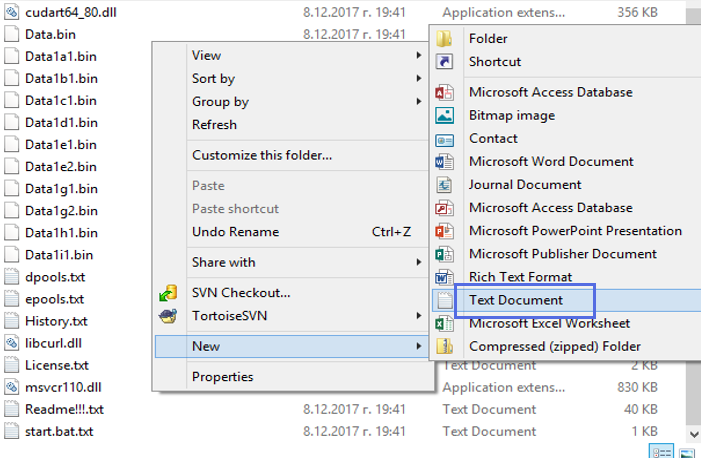 cudart64_80.dll 8.12.2017 г. 19:41 Application extens... 356 KB
Data.bin 8.12.2017 г. 19:41
Data1a1.bin
Data1b1.bin
Data1c1.bin
Data1d1.bin
Data1e1.bin
Data1e2.bin
Data1g1.bin
Data1g2.bin
Data1h1.bin
Data1i1.bin
dpools.txt
epools.txt
History.txt
libcurl.dll
License.txt Text Document 2 KB
msvcr110.dll Application extens... 830 KB
Readme!!!.txt 8.12.2017 г. 19:41 Text Document 40 KB
start.bat.txt 8.12.2017 г. 19:41 Text Document 1 KB
View
Sort by
Group by
Refresh
Customize this folder...
Paste
Paste shortcut
Undo Rename Ctrl+Z
Share with
SVN Checkout...
TortoiseSVN
New
Properties
Folder
Shortcut
Microsoft Access Database
Bitmap image
Contact
Microsoft Word Document
Journal Document
Microsoft Access Database
Microsoft PowerPoint Presentation
Microsoft Publisher Document
Rich Text Format
Text Document
Microsoft Excel Worksheet
Compressed (zipped) Folder